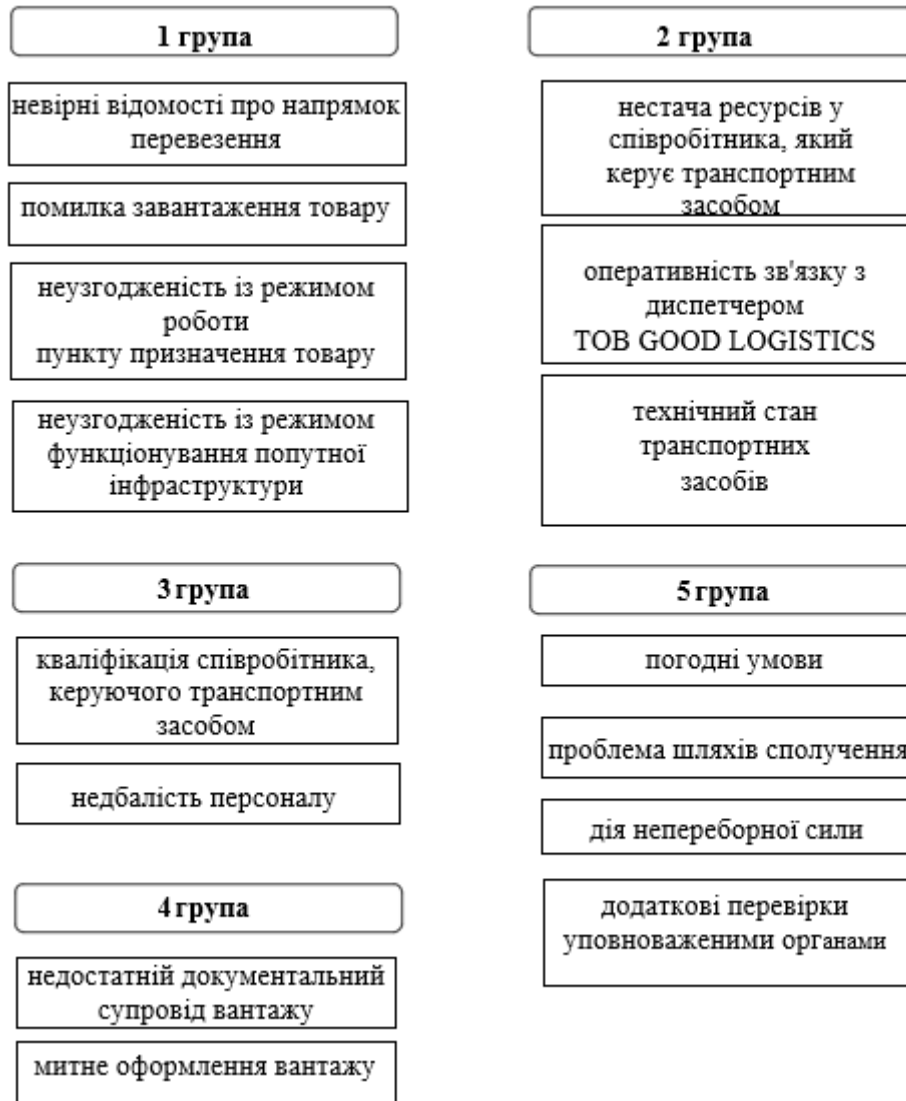 1 група
невірні відомості про напрямок
перевезення
помилка завантаження товару
неузгодженість із режимом
роботи
пункту призначення товару
неузгодженість із режимом
функціонування попутної
інфраструктури
2 група
нестача ресурсів у
співробітника, який
керує транспортним
засобом
оперативність зв'язку з
диспетчером
ТОВ GOOD LOGISTICS
технічний стан
транспортних
засобів
3 група
кваліфікація співробітника,
керуючого транспортним
засобом
недбалість персоналу
4 група
недостатній документальний
супровід вантажу
митне оформлення вантажу
5 група
погодні умови
проблема шляхів сполучення
дія непереборної сили
додаткові перевірки
уповноваженими органами